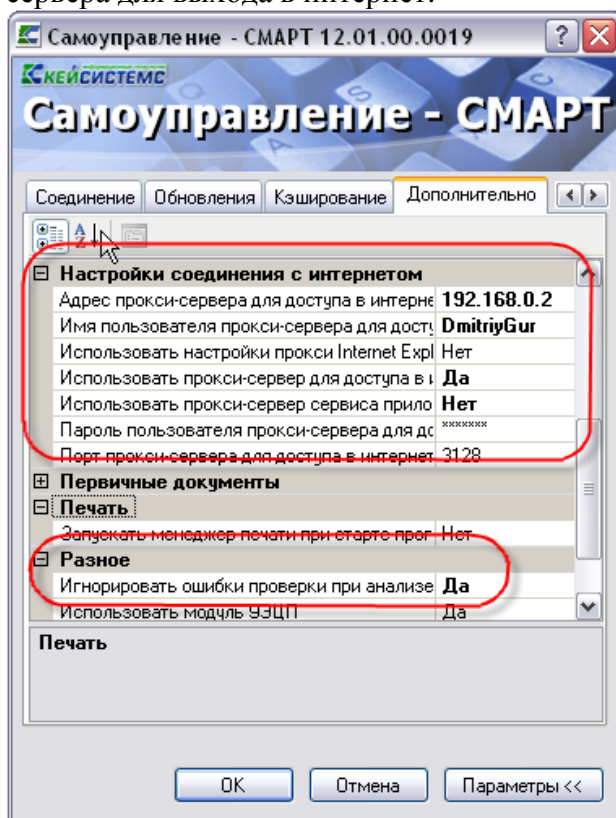 сервера для выхода в интернет.
Самоуправление - СМАРТ 12.01.00.0019
Кейсистемс
Самоуправление - СМАРТ
Соединение Обновления Кэширование Дополнительно
Настройки соединения с интернетом
Адрес прокси-сервера для доступа в интерне 192.168.0.2
Имя пользователя прокси-сервера для досту DmitriyGur
Использовать настройки прокси Internet Expl Нет
Использовать прокси-сервер для доступа в и Да
Использовать прокси-сервер сервиса прило Нет
Пароль пользователя прокси-сервера для дс ×××××××
Порт прокси-сервера для доступа в интернет 3128
Первичные документы
Печать
Запускать менеджер печати при старте прог Нет
Разное
Игнорировать ошибки проверки при анализе Да
Использовать модуль УЭЦП Да
Печать
OK Отмена Параметры <<